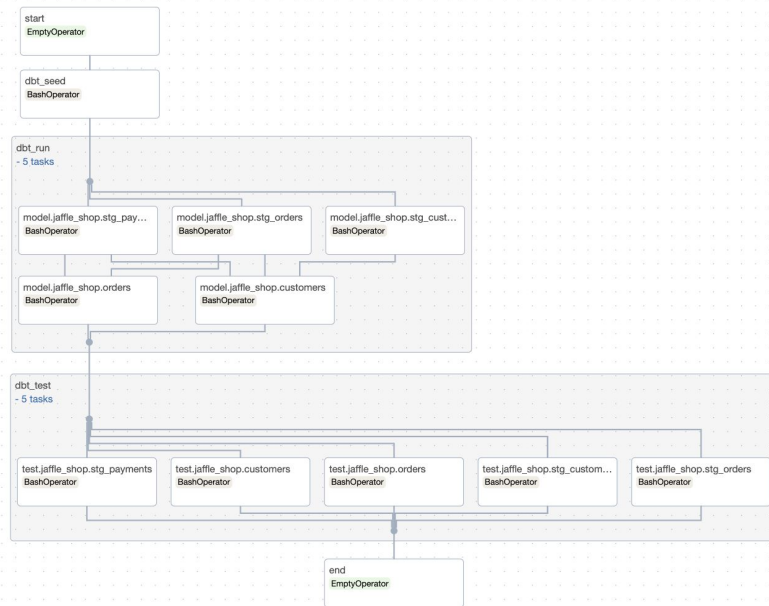 start
EmptyOperator
dbt_seed
BashOperator
dbt_run
- 5 tasks
model.jaffle_shop.stg_pay...
BashOperator
model.jaffle_shop.stg_orders
BashOperator
model.jaffle_shop.stg_cust...
BashOperator
model.jaffle_shop.orders
BashOperator
model.jaffle_shop.customers
BashOperator
dbt_test
- 5 tasks
test.jaffle_shop.stg_payments
BashOperator
test.jaffle_shop.customers
BashOperator
test.jaffle_shop.orders
BashOperator
test.jaffle_shop.stg_custom...
BashOperator
test.jaffle_shop.stg_orders
BashOperator
end
EmptyOperator